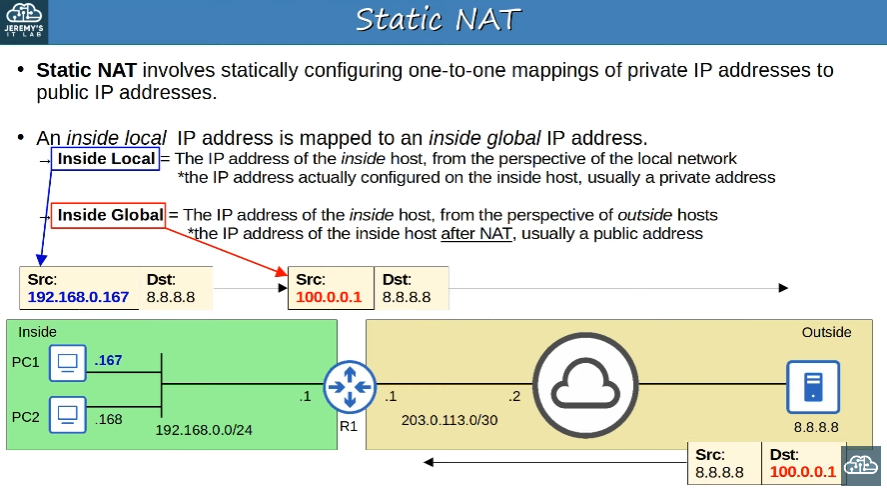 JEREMY'S
IT LAB
Static NAT
• Static NAT involves statically configuring one-to-one mappings of private IP addresses to
public IP addresses.
• An inside local IP address is mapped to an inside global IP address.
→ Inside Local = The IP address of the inside host, from the perspective of the local network
*the IP address actually configured on the inside host, usually a private address
→ Inside Global = The IP address of the inside host, from the perspective of outside hosts
*the IP address of the inside host after NAT, usually a public address
Src: Dst:
192.168.0.167 8.8.8.8
Src: Dst:
100.0.0.1 8.8.8.8
Inside
Outside
PC1 .167
PC2 .168
192.168.0.0/24
.1
R1
.1
203.0.113.0/30
.2
8.8.8.8
Src: Dst:
8.8.8.8 100.0.0.1